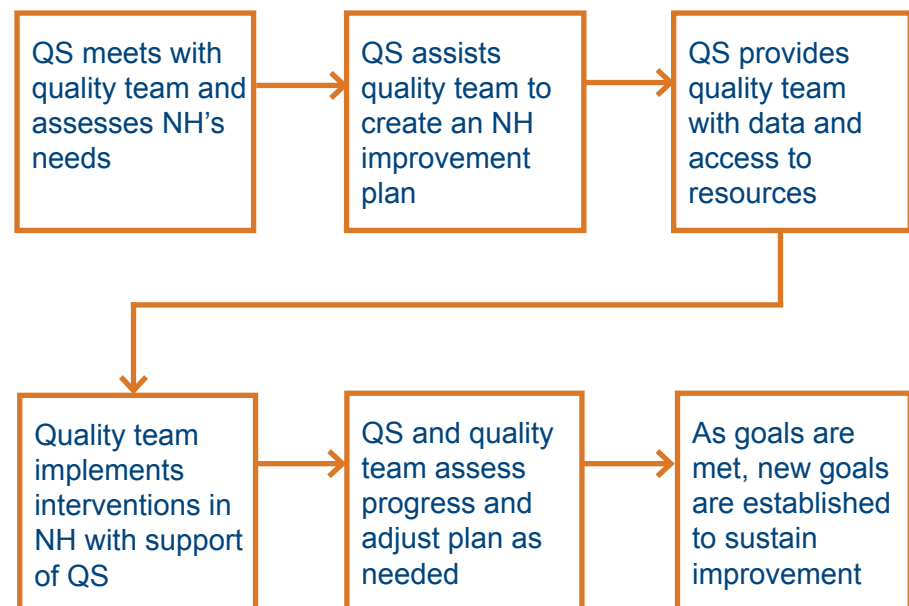 QS meets with
quality team and
assesses NH’s
needs
QS assists
quality team to
create an NH
improvement
plan
QS provides
quality team
with data and
access to
resources
Quality team
implements
interventions in
NH with support
of QS
QS and quality
team assess
progress and
adjust plan as
needed
As goals are
met, new goals
are established
to sustain
improvement